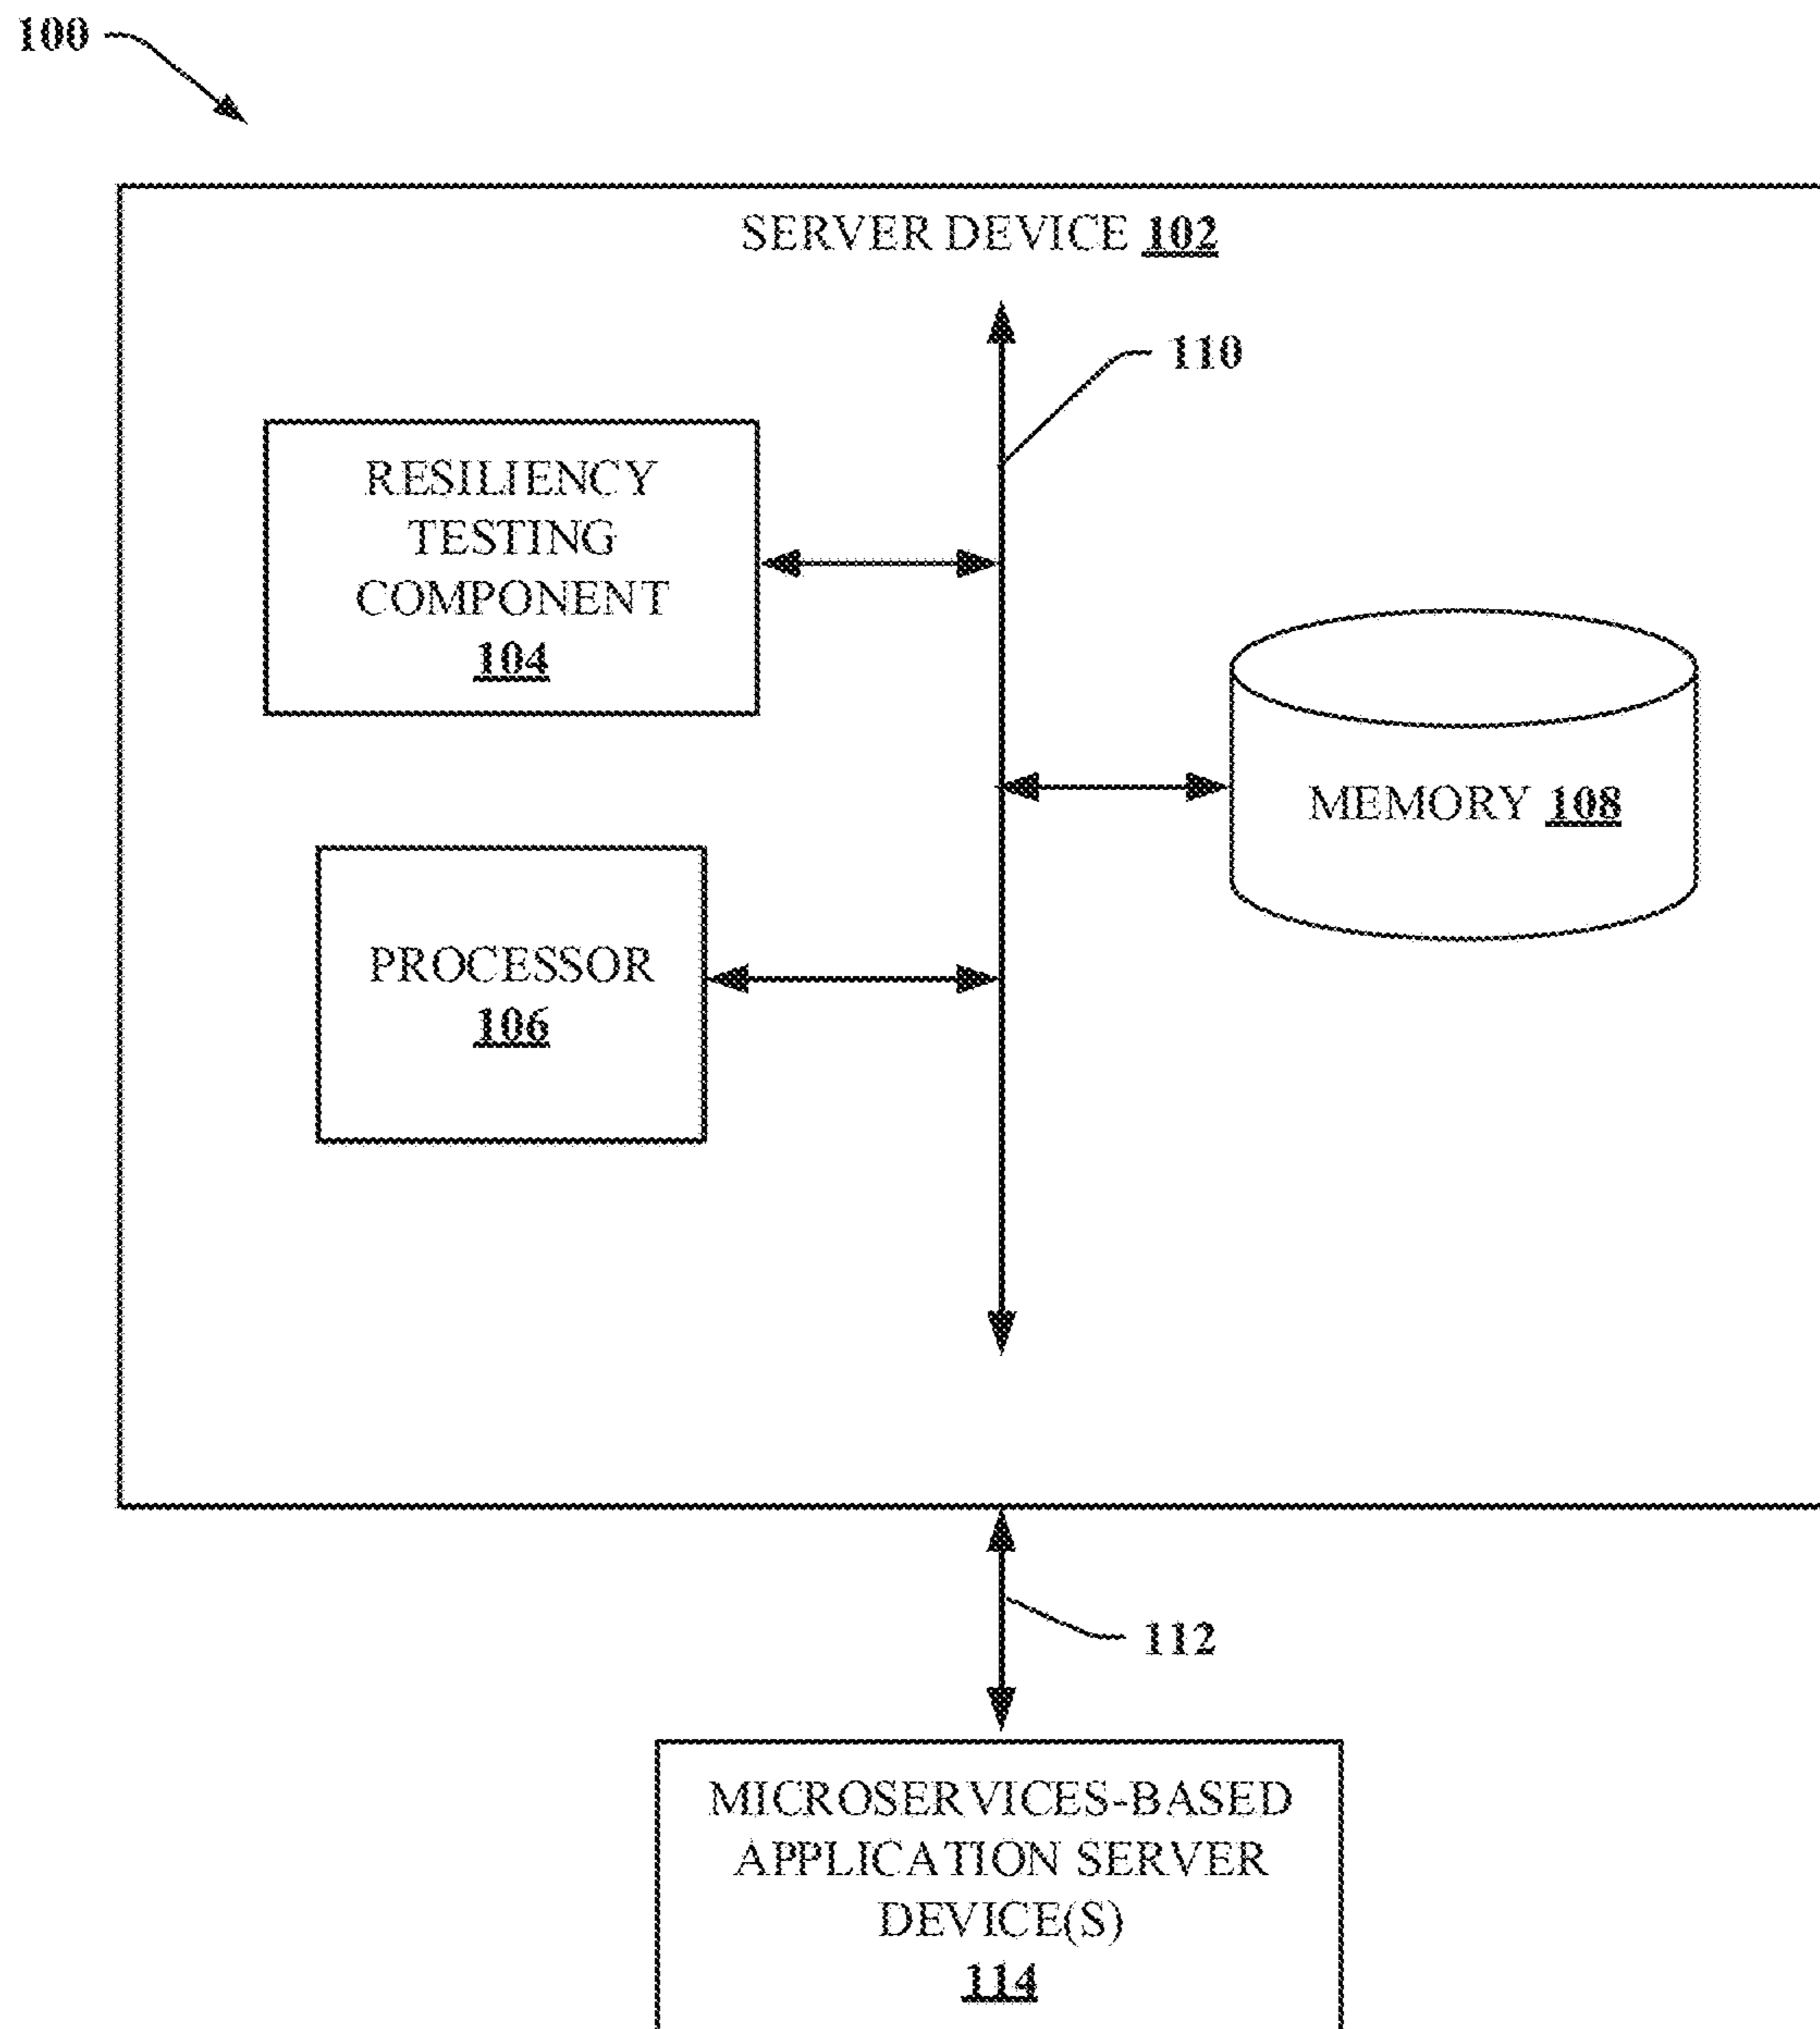 100
SERVER DEVICE 102
110
RESILIENCY
TESTING
COMPONENT
104
MEMORY 108
PROCESSOR
106
112
MICROSERVICES-BASED
APPLICATION SERVER
DEVICE(S)
114